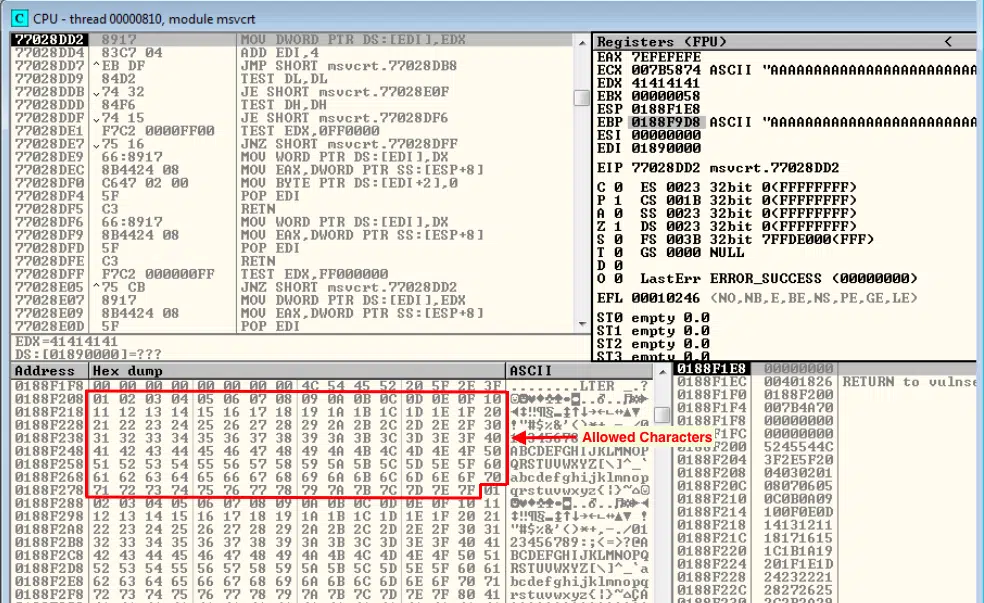 CPU - thread 00000810, module msvcrt
77028DD2 8917 MOV DWORD PTR DS:[EDI],EDX
77028DD4 83C7 04 ADD EDI,4
77028DD7 ^EB DF JMP SHORT msvcrt.77028DB8
77028DD9 84D2 TEST DL,DL
77028DDB 74 32 JE SHORT msvcrt.77028E0F
77028DDD 84F6 TEST DH,DH
77028DDF 74 15 JE SHORT msvcrt.77028DF6
77028DE1 F7C2 0000FF00 TEST EDX,0FF0000
77028DE7 75 16 JNZ SHORT msvcrt.77028DFF
77028DE9 66:8917 MOV WORD PTR DS:[EDI],DX
77028DEC 8B4424 08 MOV EAX,DWORD PTR SS:[ESP+8]
77028DF0 C647 02 00 MOV BYTE PTR DS:[EDI+2],0
77028DF4 5F POP EDI
77028DF5 C3 RETN
77028DF6 66:8917 MOV WORD PTR DS:[EDI],DX
77028DF9 8B4424 08 MOV EAX,DWORD PTR SS:[ESP+8]
77028DFD 5F POP EDI
77028DFE C3 RETN
77028DFF F7C2 000000FF TEST EDX,FF000000
77028E05 ^75 CB JNZ SHORT msvcrt.77028DD2
77028E07 8917 MOV DWORD PTR DS:[EDI],EDX
77028E09 8B4424 08 MOV EAX,DWORD PTR SS:[ESP+8]
77028E0D 5F POP EDI
EDX=41414141
DS:[01890000]=???
Registers (FPU) <
EAX 7EFEFEFE
ECX 007B5874 ASCII "AAAAAAAAAAAAAAAAAAAAAAAA
EDX 41414141
EBX 00000058
ESP 0188F1E8
EBP 0188F9D8 ASCII "AAAAAAAAAAAAAAAAAAAAAAAA
ESI 00000000
EDI 01890000
EIP 77028DD2 msvcrt.77028DD2
C 0 ES 0023 32bit 0(FFFFFFFF)
P 1 CS 001B 32bit 0(FFFFFFFF)
A 0 SS 0023 32bit 0(FFFFFFFF)
Z 1 DS 0023 32bit 0(FFFFFFFF)
S 0 FS 003B 32bit 7FFDE000(FFF)
T 0 GS 0000 NULL
D 0
O 0 LastErr ERROR_SUCCESS (00000000)
EFL 00010246 (NO,NB,E,BE,NS,PE,GE,LE)
ST0 empty 0.0
ST1 empty 0.0
ST2 empty 0.0
ST3 empty 0.0
Address Hex dump ASCII
0188F1F8 00 00 00 00 00 00 00 00 4C 54 45 52 20 5F 2E 3F ........LTER _.?
0188F208 01 02 03 04 05 06 07 08 09 0A 0B 0C 0D 0E 0F 10
0188F218 11 12 13 14 15 16 17 18 19 1A 1B 1C 1D 1E 1F 20
0188F228 21 22 23 24 25 26 27 28 29 2A 2B 2C 2D 2E 2F 30 !"#$%&'()*+,-./0
0188F238 31 32 33 34 35 36 37 38 39 3A 3B 3C 3D 3E 3F 40
0188F248 41 42 43 44 45 46 47 48 49 4A 4B 4C 4D 4E 4F 50 ABCDEFGHIJKLMNOP
0188F258 51 52 53 54 55 56 57 58 59 5A 5B 5C 5D 5E 5F 60 QRSTUVWXYZ[\]^_`
0188F268 61 62 63 64 65 66 67 68 69 6A 6B 6C 6D 6E 6F 70 abcdefghijklmnop
0188F278 71 72 73 74 75 76 77 78 79 7A 7B 7C 7D 7E 7F 01
0188F288 02 03 04 05 06 07 08 09 0A 0B 0C 0D 0E 0F 10 11
0188F298 12 13 14 15 16 17 18 19 1A 1B 1C 1D 1E 1F 20 21
0188F2A8 22 23 24 25 26 27 28 29 2A 2B 2C 2D 2E 2F 30 31 "#$%&'()*+,-./01
0188F2B8 32 33 34 35 36 37 38 39 3A 3B 3C 3D 3E 3F 40 41 23456789:;<=>?@A
0188F2C8 42 43 44 45 46 47 48 49 4A 4B 4C 4D 4E 4F 50 51 BCDEFGHIJKLMNOPQ
0188F2D8 52 53 54 55 56 57 58 59 5A 5B 5C 5D 5E 5F 60 61 RSTUVWXYZ[\]^_`a
0188F2E8 62 63 64 65 66 67 68 69 6A 6B 6C 6D 6E 6F 70 71 bcdefghijklmnopq
0188F2F8 72 73 74 75 76 77 78 79 7A 7B 7C 7D 7E 7F 80 41
Allowed Characters
0188F1E8 00000000
0188F1EC 00401826 RETURN to vulnse
0188F1F0 0188F200
0188F1F4 007B4A70
0188F1F8 00000000
F1FC 00000000
0188F200 5245544C
0188F204 3F2E5F20
0188F208 04030201
0188F20C 08070605
0188F210 0C0B0A09
0188F214 100F0E0D
0188F218 14131211
0188F21C 18171615
0188F220 1C1B1A19
0188F224 201F1E1D
0188F228 24232221
0188F22C 28272625